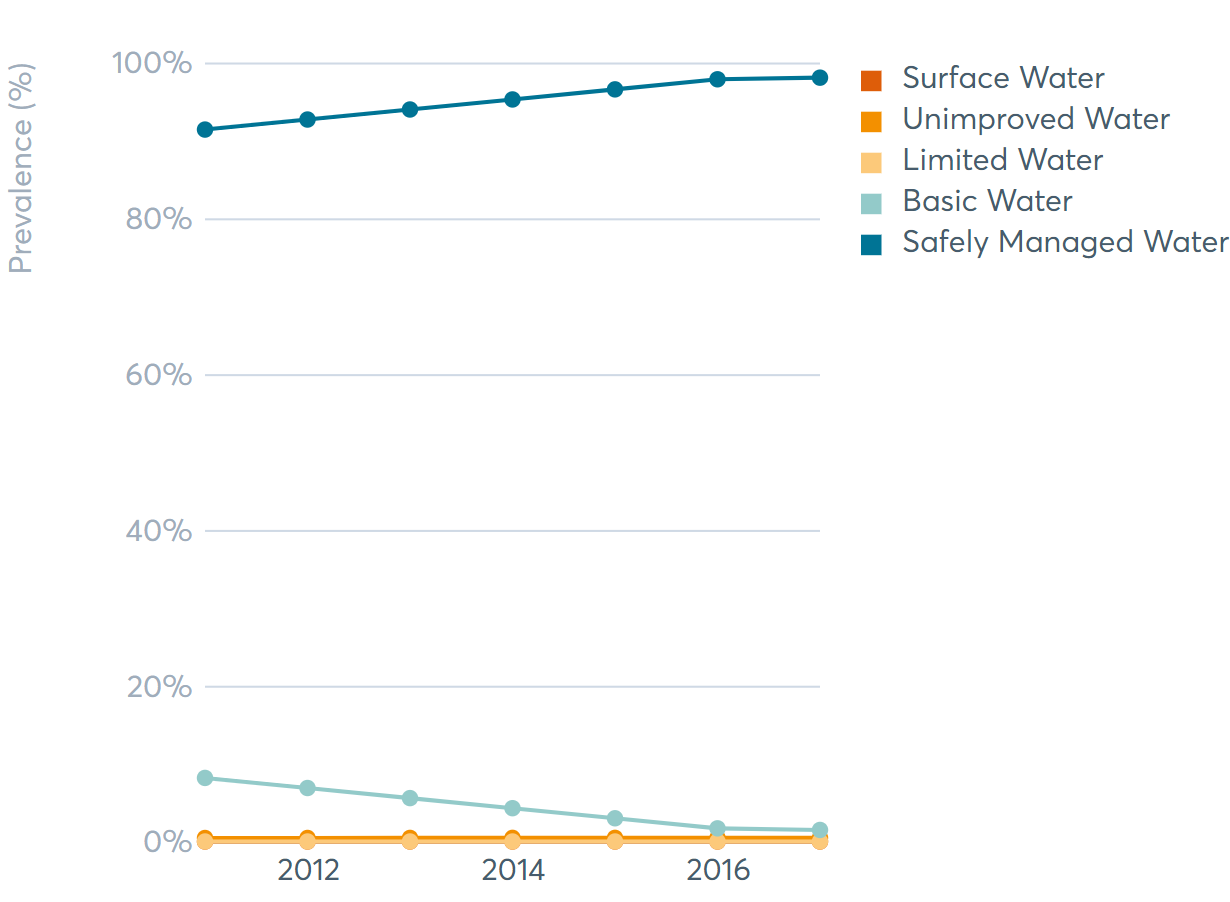 Prevalence (%)
100%
80%
60%
40%
20%
0%
2012
2014
2016
Surface Water
Unimproved Water
Limited Water
Basic Water
Safely Managed Water